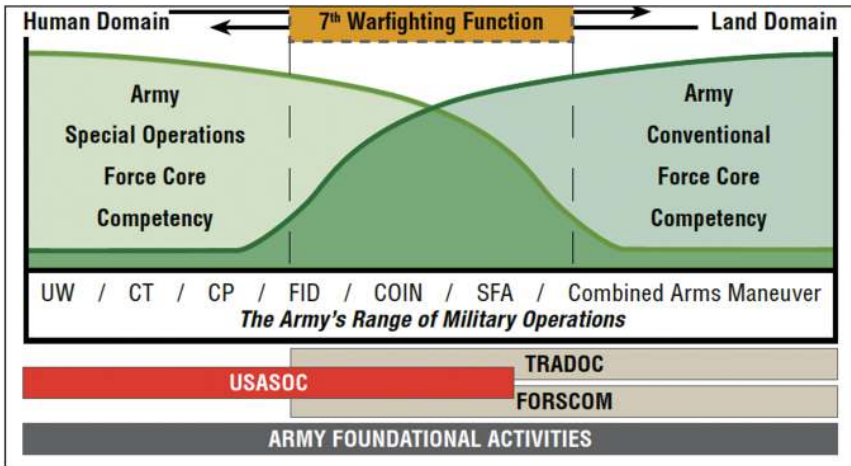 Human Domain 7th Warfighting Function Land Domain
Army
Special Operations
Force Core
Competency
Army
Conventional
Force Core
Competency
UW / CT / CP / FID / COIN / SFA / Combined Arms Maneuver
The Army's Range of Military Operations
TRADOC
USASOC
FORSCOM
ARMY FOUNDATIONAL ACTIVITIES